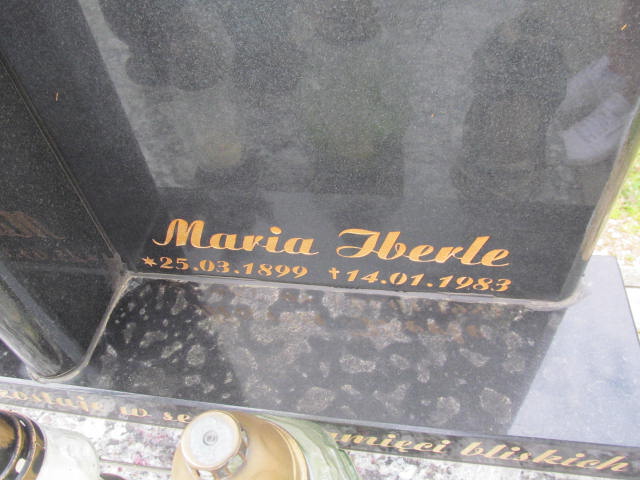 Maria Iberle
*25.03.1899 †14.01.1983
w pamięci bliskich